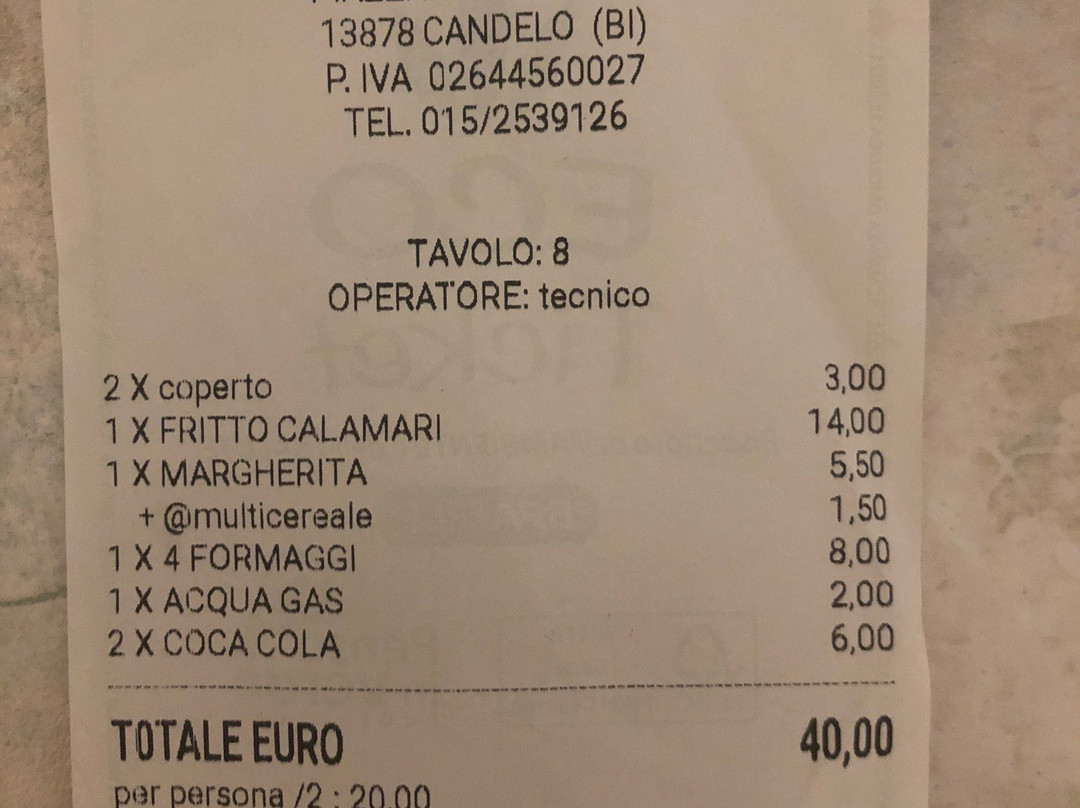 13878 CANDELO (BI)
P. IVA 02644560027
TEL. 015/2539126
ECO
Ticket
TAVOLO: 8
OPERATORE: tecnico
2 X coperto 3,00
1 X FRITTO CALAMARI 14,00
1 X MARGHERITA 5,50
+ @multicereale 1,50
1 X 4 FORMAGGI 8,00
1 X ACQUA GAS 2,00
2 X COCA COLA 6,00
TOTALE EURO 40,00
per persona /2 : 20,00